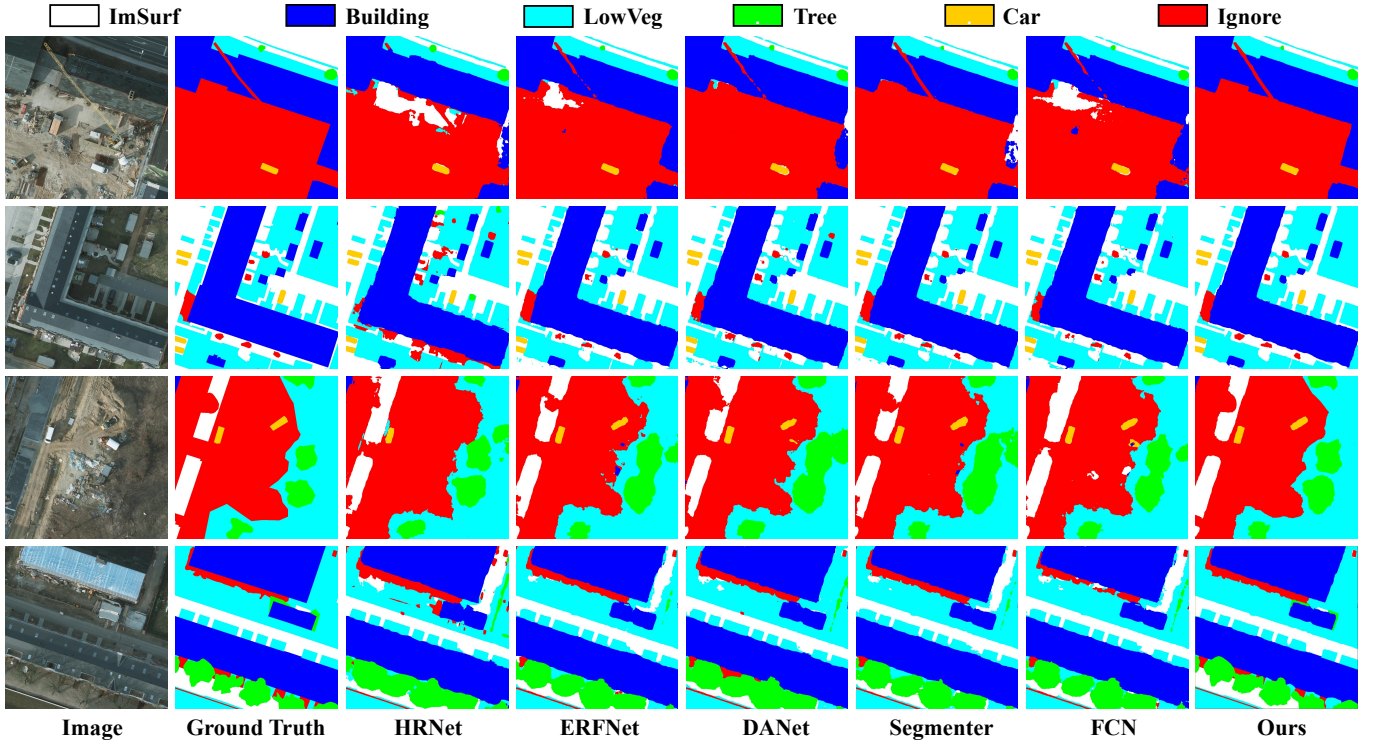 ImSurf Building LowVeg Tree Car Ignore
Image Ground Truth HRNet ERFNet DANet Segmenter FCN Ours